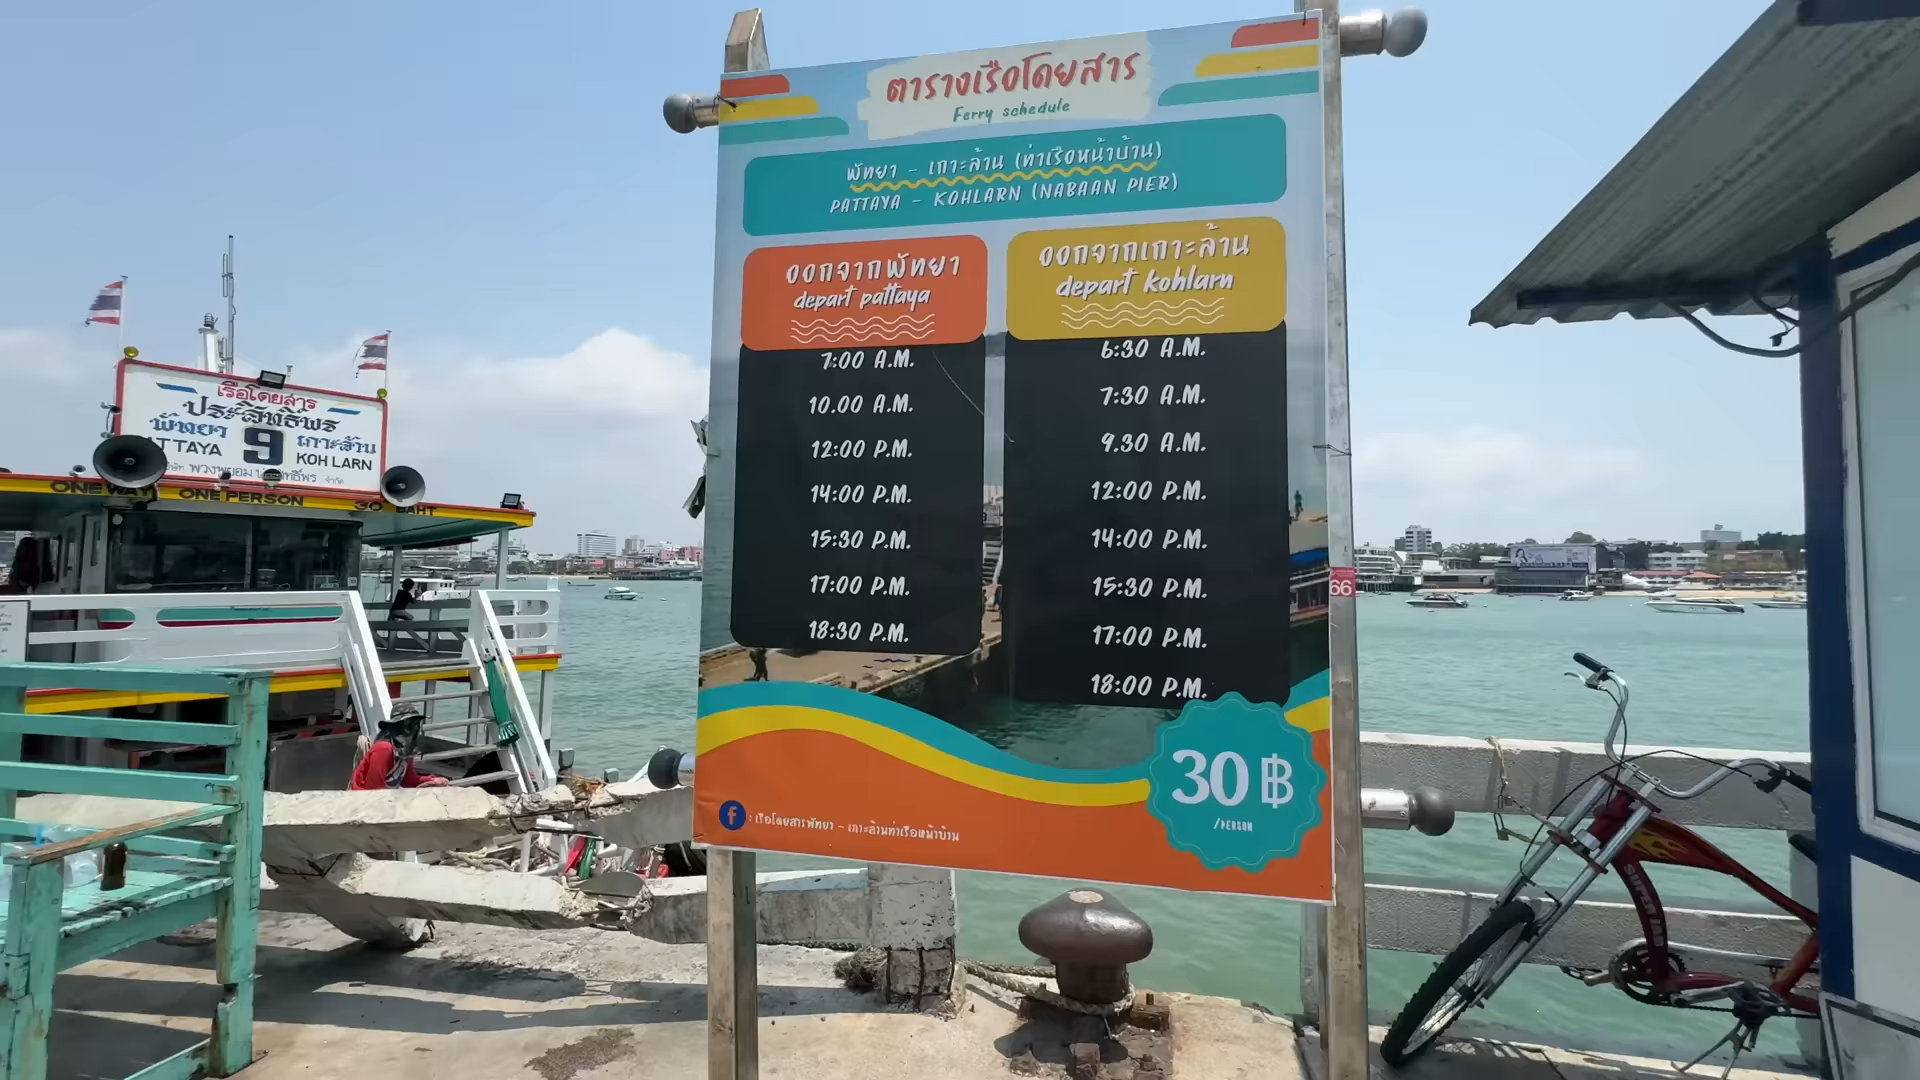 ตารางเรือโดยสาร
Ferry schedule
พัทยา - เกาะล้าน (ท่าเรือหน้าบ้าน)
PATTAYA - KOHLARN (NABAAN PIER)
ออกจากพัทยา
depart pattaya
7:00 A.M.
10.00 A.M.
12:00 P.M.
14:00 P.M.
15:30 P.M.
17:00 P.M.
18:30 P.M.
ออกจากเกาะล้าน
depart kohlarn
6:30 A.M.
7:30 A.M.
9.30 A.M.
12:00 P.M.
14:00 P.M.
15:30 P.M.
17:00 P.M.
18:00 P.M.
30 ฿
/PERSON
f : เรือโดยสารพัทยา - เกาะล้านท่าเรือหน้าบ้าน
เรือโดยสาร
ประสิทธิ์พร
พัทยา 9 เกาะล้าน
TTAYA KOH LARN
ONE WAY ONE PERSON 30 BAHT
66
SUPER JAB